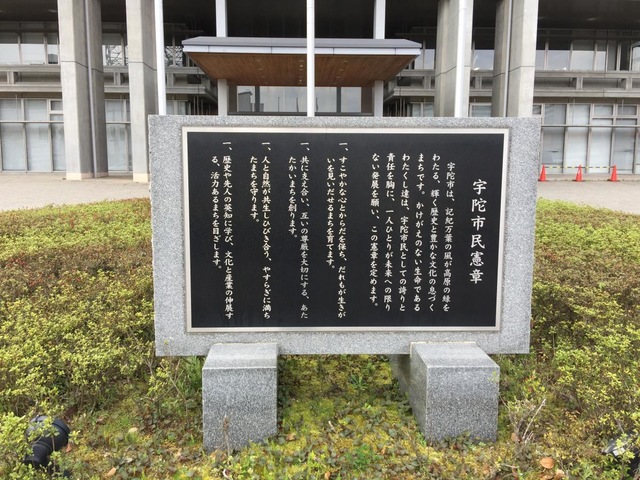 宇陀市民憲章
宇陀市は、記紀万葉の風が高原の緑を
わたる、輝く歴史と豊かな文化の息づく
まちです。かけがえのない生命である
わたくし達は、宇陀市民としての誇りと
責任を胸に、一人ひとりが未来への限り
ない発展を願い、この憲章を定めます。
一、すこやかな心とからだを保ち、だれもが生きが
いを見いだせるまちを育てます。
一、共に支え合い、互いの尊厳を大切にする、あた
たかいまちを創ります。
一、人と自然が共生しひびき合う、やすらぎに満ち
たまちを守ります。
一、歴史や先人の英知に学び、文化と産業の伸展す
る、活力あるまちを目ざします。